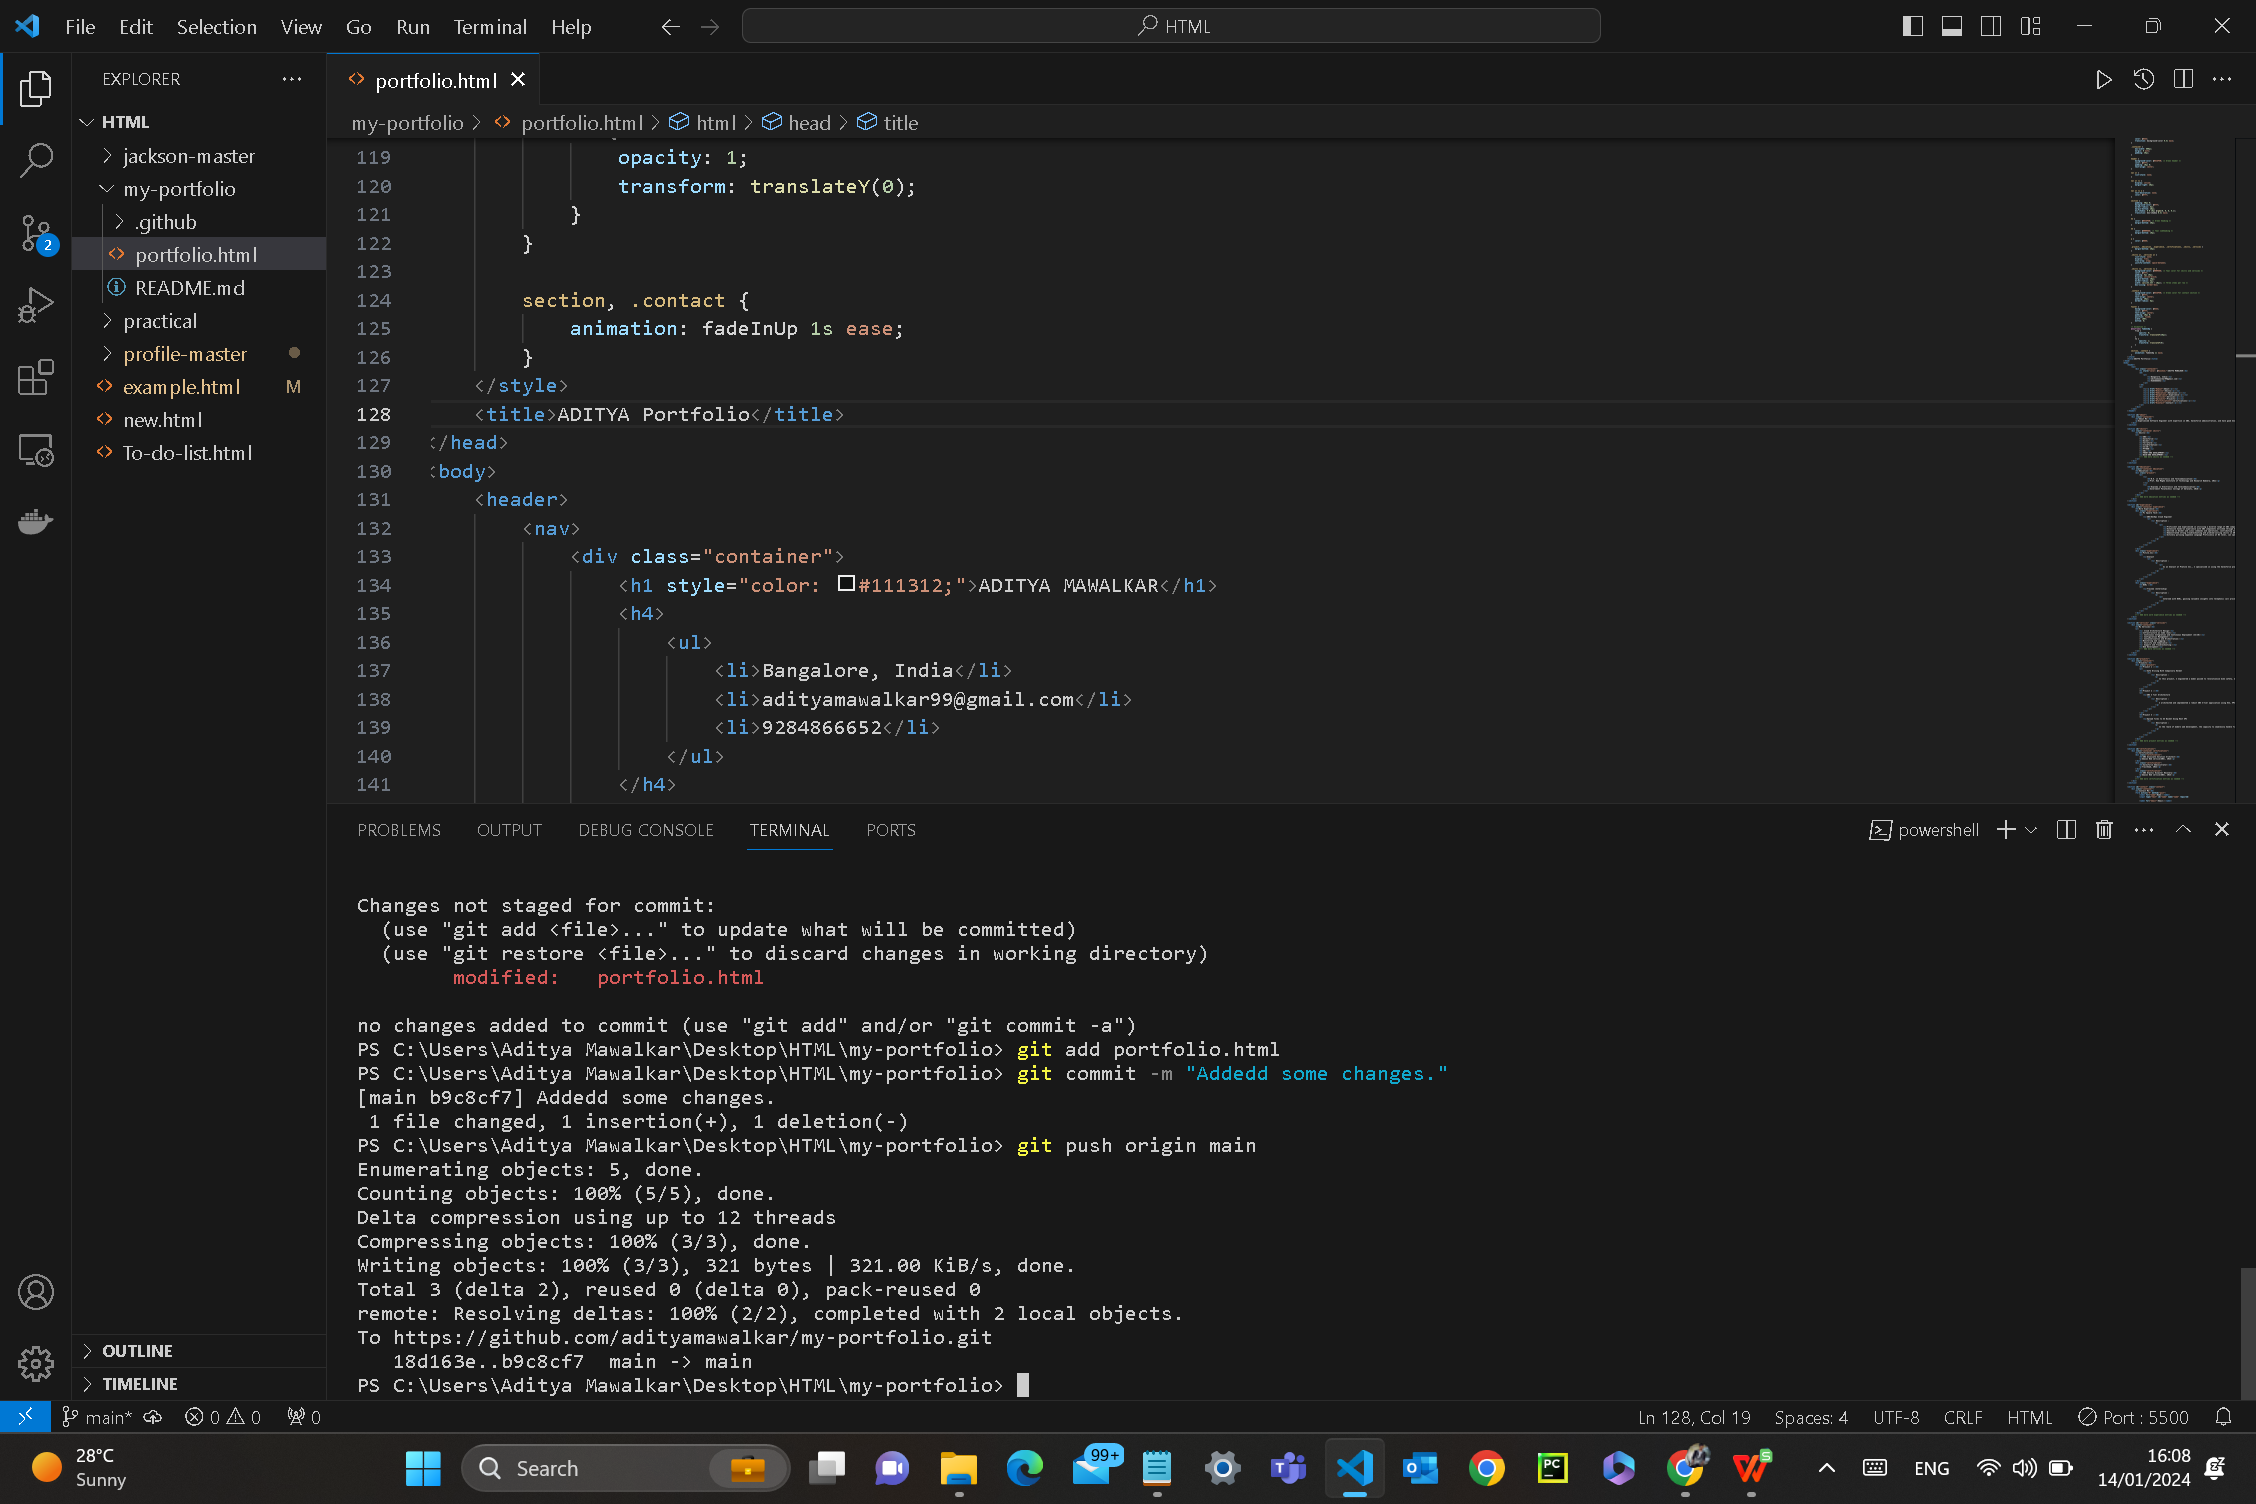 File Edit Selection View Go Run Terminal Help
HTML
EXPLORER
HTML
jackson-master
my-portfolio
.github
portfolio.html
README.md
practical
profile-master
example.html M
new.html
To-do-list.html
OUTLINE
TIMELINE
2
portfolio.html
my-portfolio > portfolio.html > html > head > title
119 opacity: 1;
120 transform: translateY(0);
121 }
122 }
123
124 section, .contact {
125 animation: fadeInUp 1s ease;
126 }
127 </style>
128 <title>ADITYA Portfolio</title>
129 </head>
130 <body>
131 <header>
132 <nav>
133 <div class="container">
134 <h1 style="color: #111312;">ADITYA MAWALKAR</h1>
135 <h4>
136 <ul>
137 <li>Bangalore, India</li>
138 <li>adityamawalkar99@gmail.com</li>
139 <li>9284866652</li>
140 </ul>
141 </h4>
PROBLEMS OUTPUT DEBUG CONSOLE TERMINAL PORTS
powershell
Changes not staged for commit:
(use "git add <file>..." to update what will be committed)
(use "git restore <file>..." to discard changes in working directory)
modified: portfolio.html
no changes added to commit (use "git add" and/or "git commit -a")
PS C:\Users\Aditya Mawalkar\Desktop\HTML\my-portfolio> git add portfolio.html
PS C:\Users\Aditya Mawalkar\Desktop\HTML\my-portfolio> git commit -m "Addedd some changes."
[main b9c8cf7] Addedd some changes.
1 file changed, 1 insertion(+), 1 deletion(-)
PS C:\Users\Aditya Mawalkar\Desktop\HTML\my-portfolio> git push origin main
Enumerating objects: 5, done.
Counting objects: 100% (5/5), done.
Delta compression using up to 12 threads
Compressing objects: 100% (3/3), done.
Writing objects: 100% (3/3), 321 bytes | 321.00 KiB/s, done.
Total 3 (delta 2), reused 0 (delta 0), pack-reused 0
remote: Resolving deltas: 100% (2/2), completed with 2 local objects.
To https://github.com/adityamawalkar/my-portfolio.git
18d163e..b9c8cf7 main -> main
PS C:\Users\Aditya Mawalkar\Desktop\HTML\my-portfolio>
main* 0 0 0
Ln 128, Col 19 Spaces: 4 UTF-8 CRLF HTML Port : 5500
28°C
Sunny
Search
99+
PC
ENG
16:08
14/01/2024